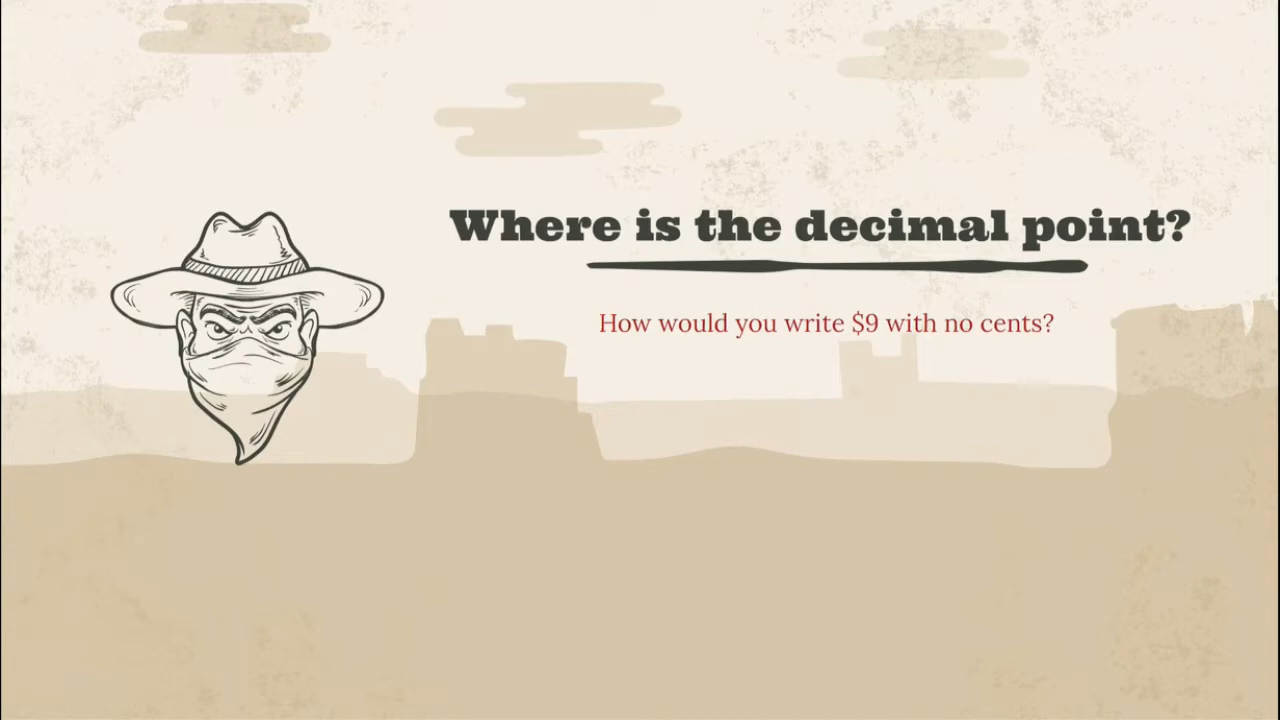 Where is the decimal point?
How would you write $9 with no cents?